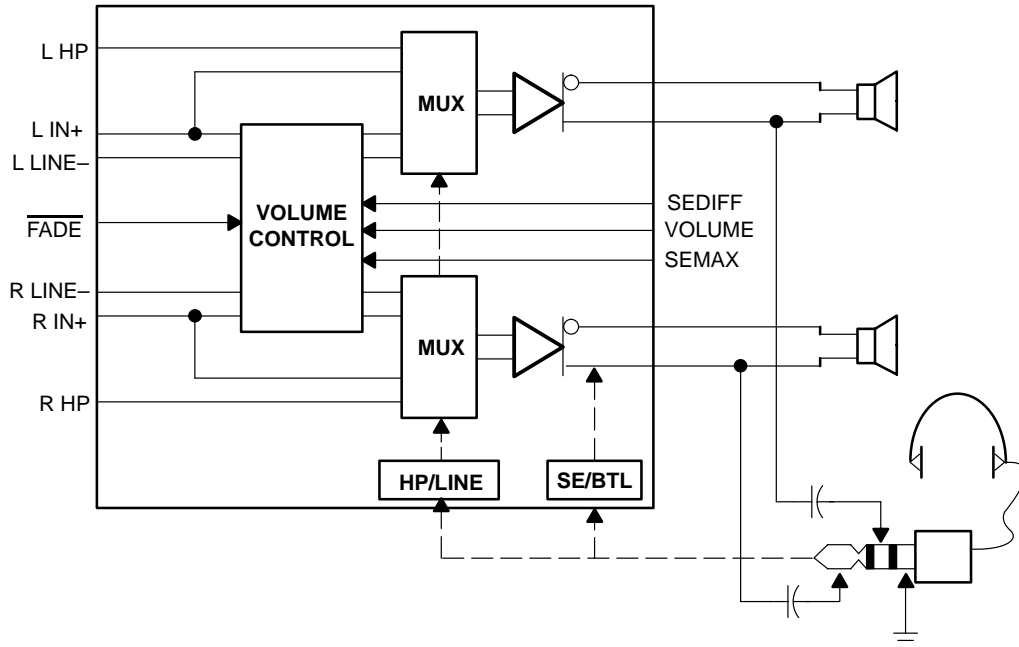 L HP
MUX
L IN+
L LINE–
SEDIFF
FADE
VOLUME
CONTROL
VOLUME
SEMAX
R LINE–
R IN+
MUX
R HP
HP/LINE
SE/BTL